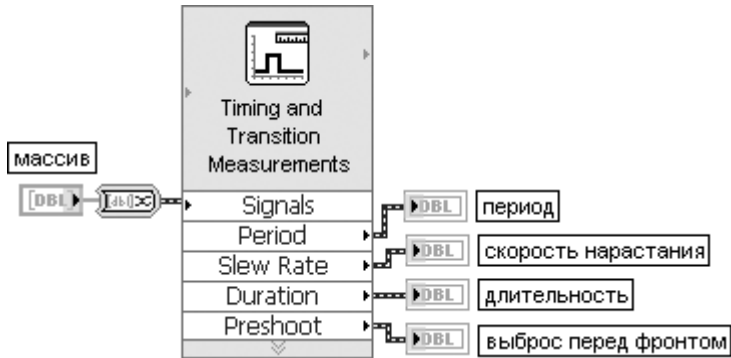 Timing and
Transition
Measurements
массив
[DBL]
Signals
Period
Slew Rate
Duration
Preshoot
DBL
период
DBL
скорость нарастания
DBL
длительность
DBL
выброс перед фронтом